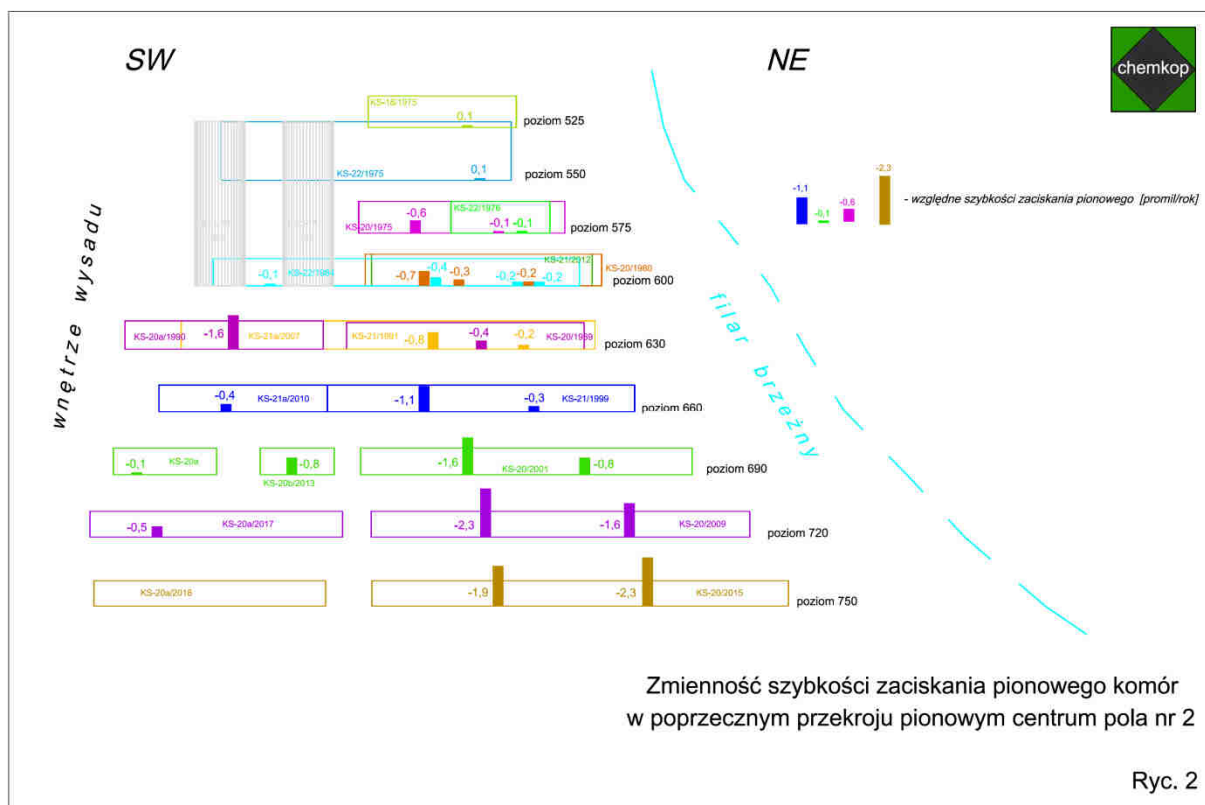 SW
NE
chemkop
KS-18/1975
0,1
poziom 525
KS-22/1975
0,1
poziom 550
-1,1
-0,1
-0,6
-2,3
- względne szybkości zaciskania pionowego [promil/rok]
KS-20/1975
-0,6
KS-22/1976
-0,1
-0,1
poziom 575
-0,1
KS-22/1984
-0,7
-0,4
-0,3
-0,2
-0,2
-0,2
KS-21/2012
KS-20/1980
poziom 600
KS-20a/1990
-1,6
KS-21a/2007
KS-21/1991
-0,8
-0,4
-0,2
KS-20/1989
poziom 630
-0,4
KS-21a/2010
-1,1
-0,3
KS-21/1999
poziom 660
-0,1
KS-20e
-0,8
KS-20b/2013
-1,6
KS-20/2001
-0,8
poziom 690
-0,5
KS-20a/2017
-2,3
-1,6
KS-20/2009
poziom 720
KS-20a/2016
-1,9
-2,3
KS-20/2015
poziom 750
wnętrze wysadu
filar brzeżny
Zmienność szybkości zaciskania pionowego komór
w poprzecznym przekroju pionowym centrum pola nr 2
Ryc. 2